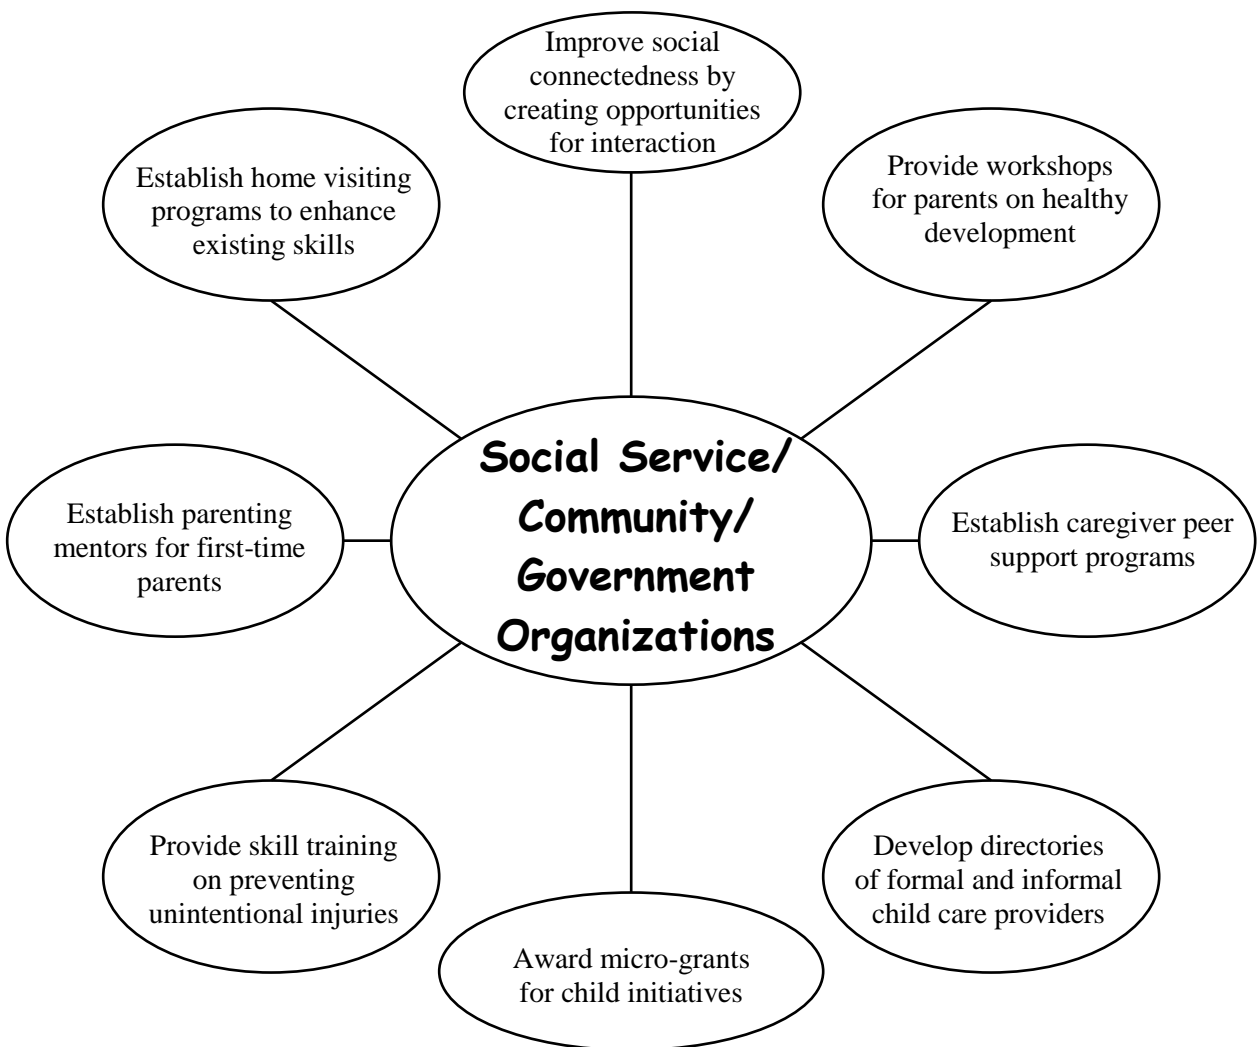 Improve social
connectedness by
creating opportunities
for interaction
Establish home visiting
programs to enhance
existing skills
Provide workshops
for parents on healthy
development
Social Service/
Community/
Government
Organizations
Establish parenting
mentors for first-time
parents
Establish caregiver peer
support programs
Provide skill training
on preventing
unintentional injuries
Develop directories
of formal and informal
child care providers
Award micro-grants
for child initiatives